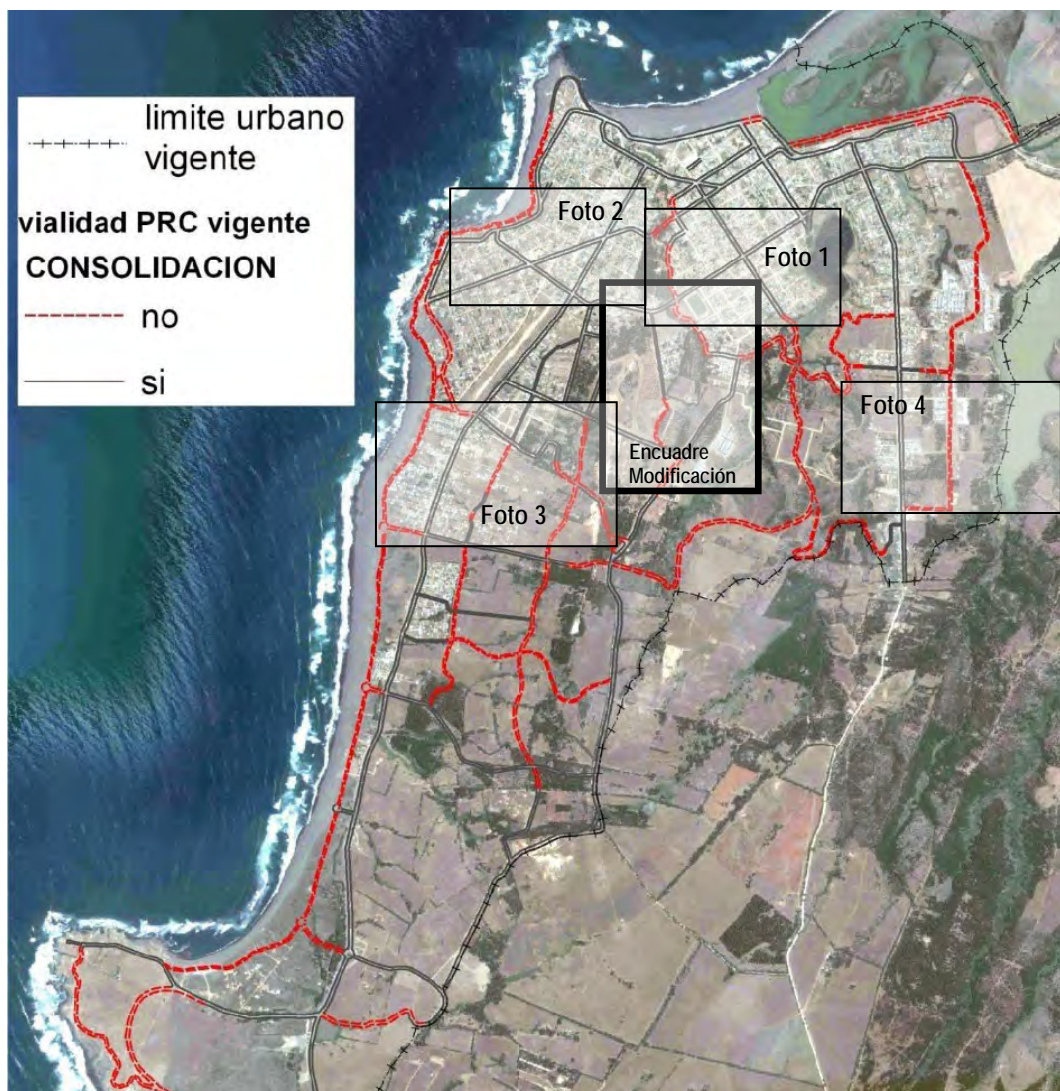 limite urbano
vigente
vialidad PRC vigente
CONSOLIDACION
no
si
Foto 2
Foto 1
Foto 4
Encuadre
Modificación
Foto 3